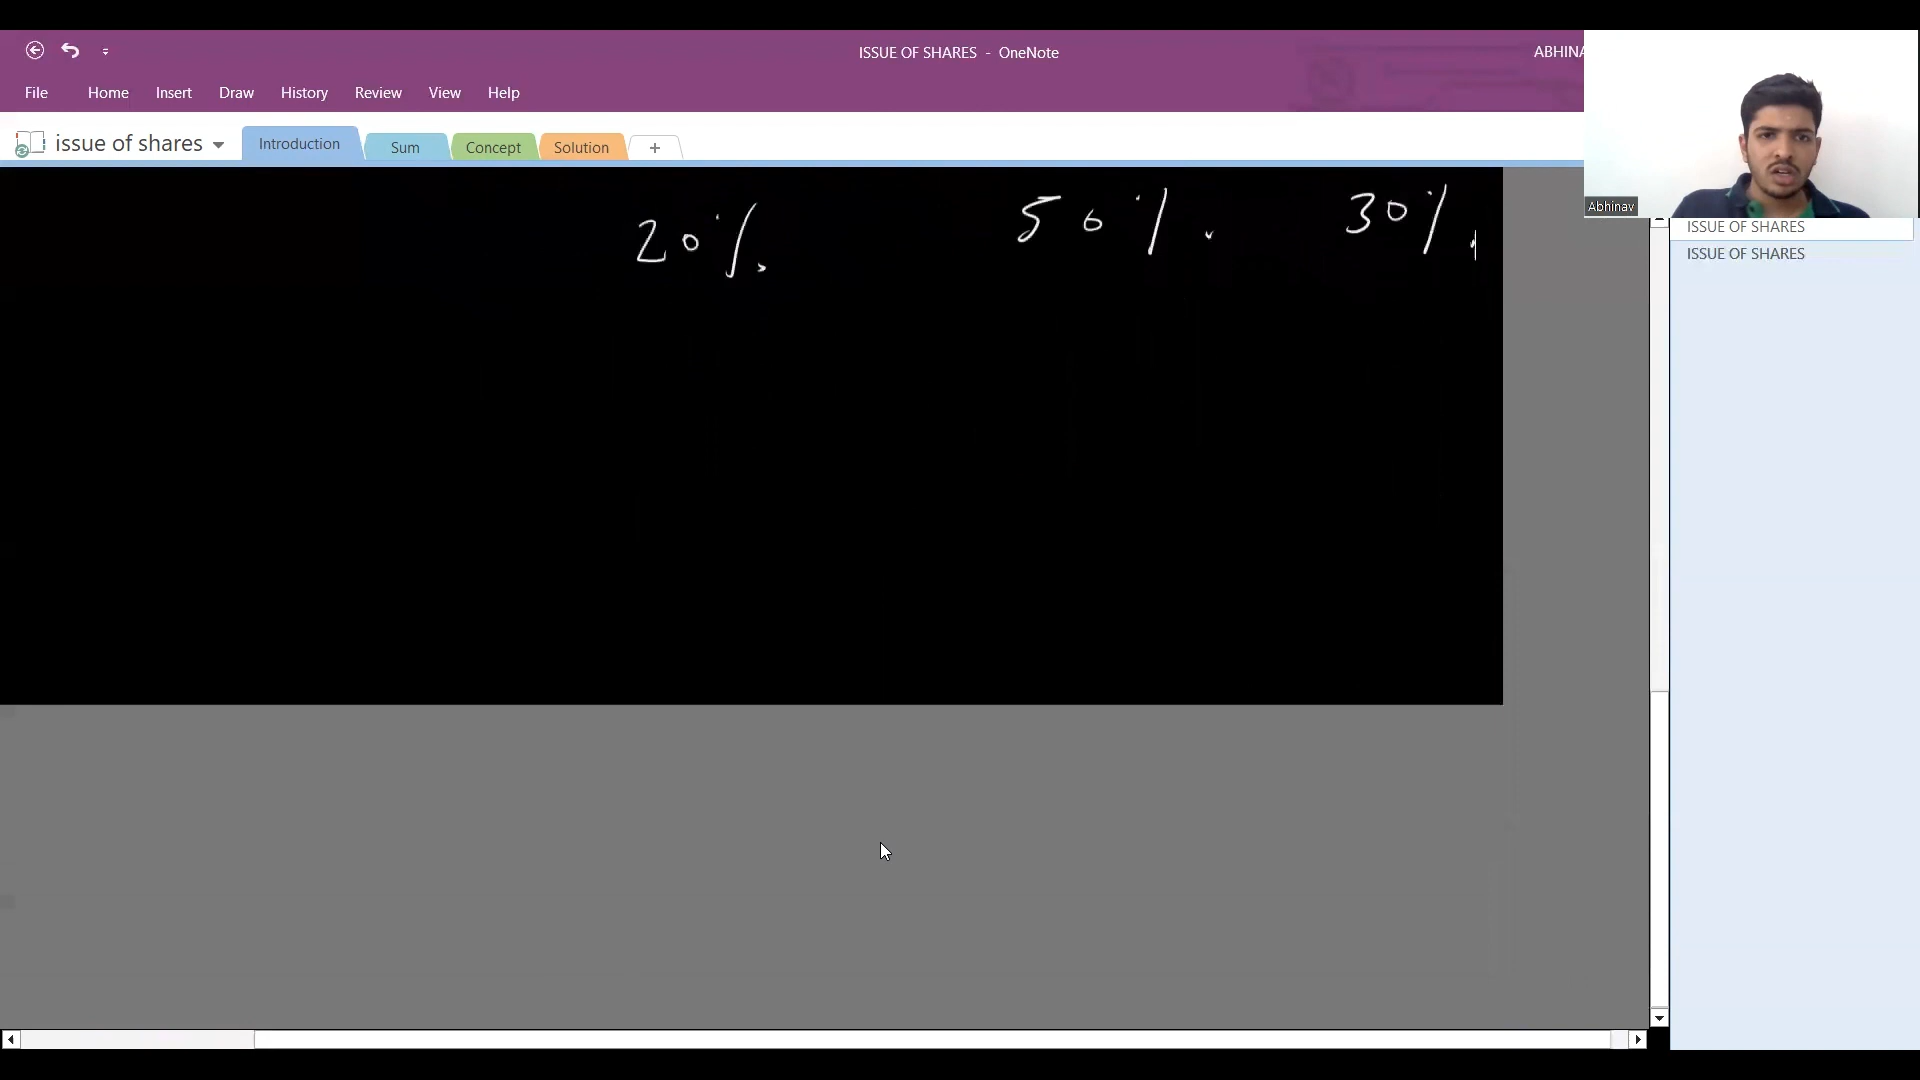 ISSUE OF SHARES - OneNote
ABHINA
File Home Insert Draw History Review View Help
issue of shares
Introduction
Sum
Concept
Solution
+
Abhinav
ISSUE OF SHARES
ISSUE OF SHARES
20%. 50%. 30%.